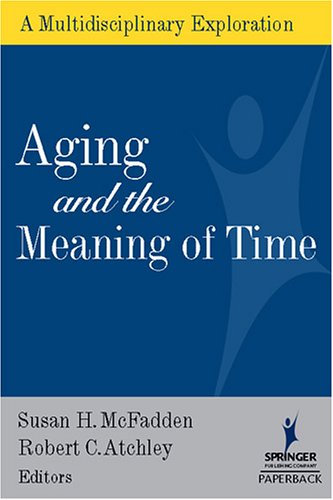 A Multidisciplinary Exploration
Aging
and the
Meaning of Time
Susan H. McFadden
Robert C. Atchley
Editors
SPRINGER
PUBLISHING COMPANY
PAPERBACK